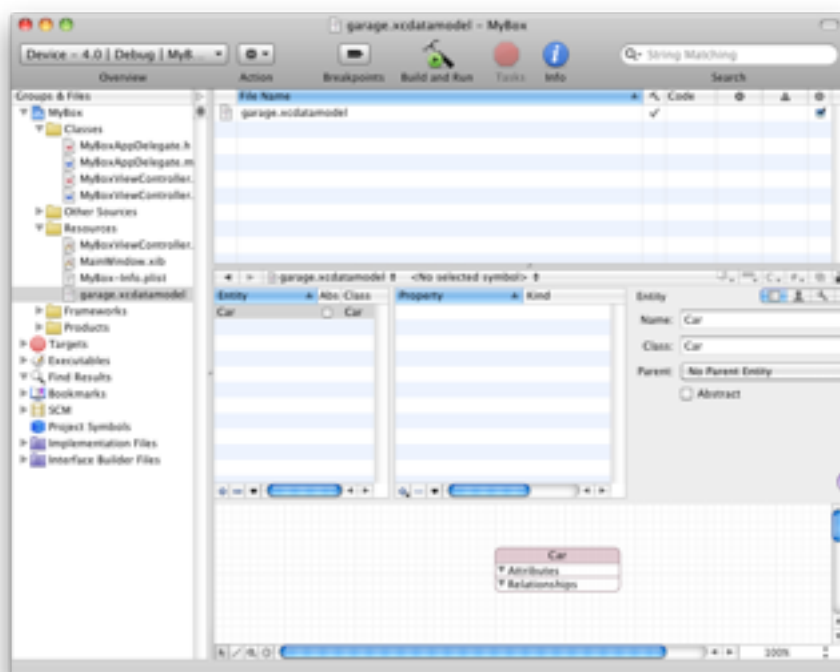 garage.xcdatamodel – MyBox
Device – 4.0 | Debug | MyB...
String Matching
Overview
Action
Breakpoints
Build and Run
Tasks
Info
Search
Groups & Files
File Name
Code
MyBox
garage.xcdatamodel
Classes
MyBoxAppDelegate.h
MyBoxAppDelegate.m
MyBoxViewController.
MyBoxViewController.
Other Sources
Resources
MyBoxViewController.
MainWindow.xib
MyBox-Info.plist
garage.xcdatamodel
Frameworks
Products
Targets
Executables
Find Results
Bookmarks
SCM
Project Symbols
Implementation Files
Interface Builder Files
garage.xcdatamodel
<No selected symbol>
Entity
Abs
Class
Car
Car
Property
Kind
Entity
Name: Car
Class: Car
Parent: No Parent Entity
Abstract
Car
Attributes
Relationships
100%